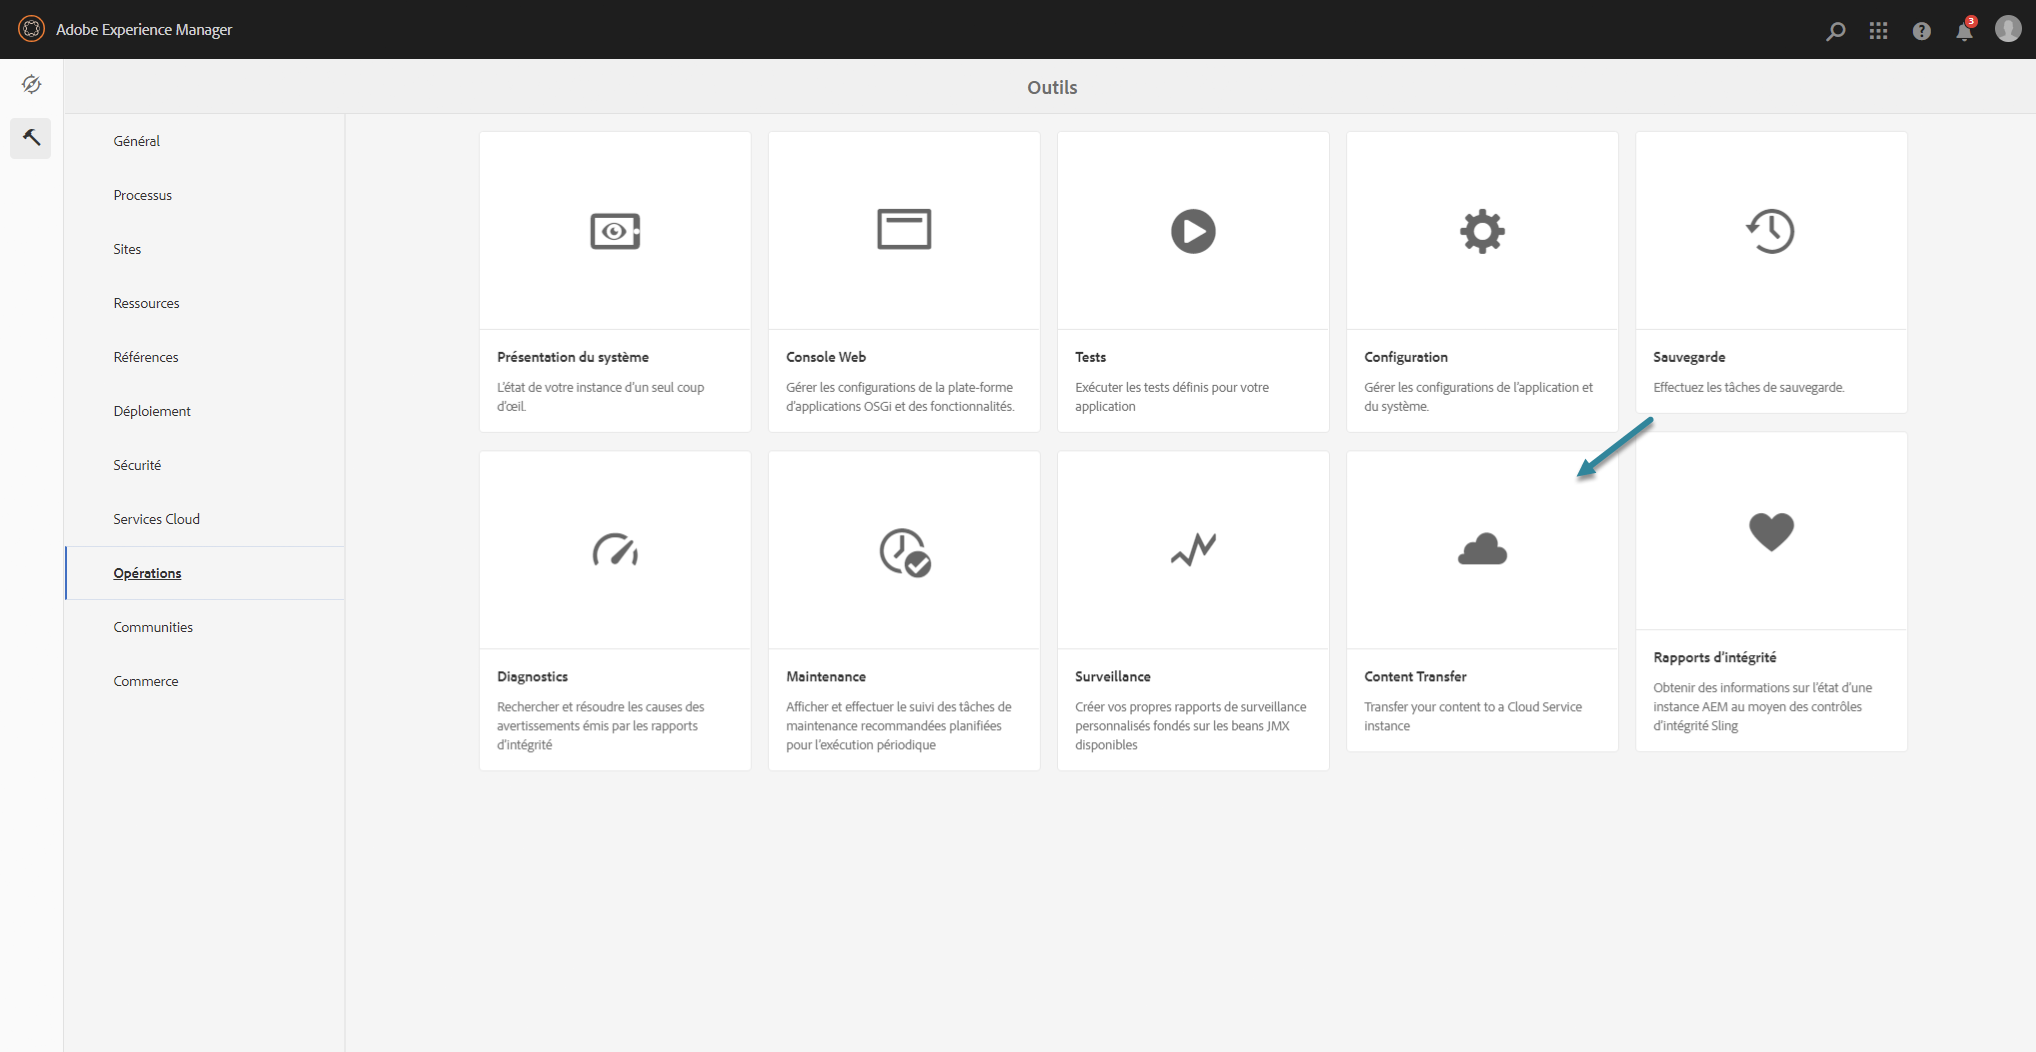 Adobe Experience Manager
3
Outils
Général
Processus
Sites
Ressources
Références
Déploiement
Sécurité
Services Cloud
Opérations
Communities
Commerce
Présentation du système
L'état de votre instance d'un seul coup
d'œil.
Console Web
Gérer les configurations de la plate-forme
d'applications OSGi et des fonctionnalités.
Tests
Exécuter les tests définis pour votre
application
Configuration
Gérer les configurations de l'application et
du système.
Sauvegarde
Effectuez les tâches de sauvegarde.
Diagnostics
Rechercher et résoudre les causes des
avertissements émis par les rapports
d'intégrité
Maintenance
Afficher et effectuer le suivi des tâches de
maintenance recommandées planifiées
pour l'exécution périodique
Surveillance
Créer vos propres rapports de surveillance
personnalisés fondés sur les beans JMX
disponibles
Content Transfer
Transfer your content to a Cloud Service
instance
Rapports d'intégrité
Obtenir des informations sur l'état d'une
instance AEM au moyen des contrôles
d'intégrité Sling